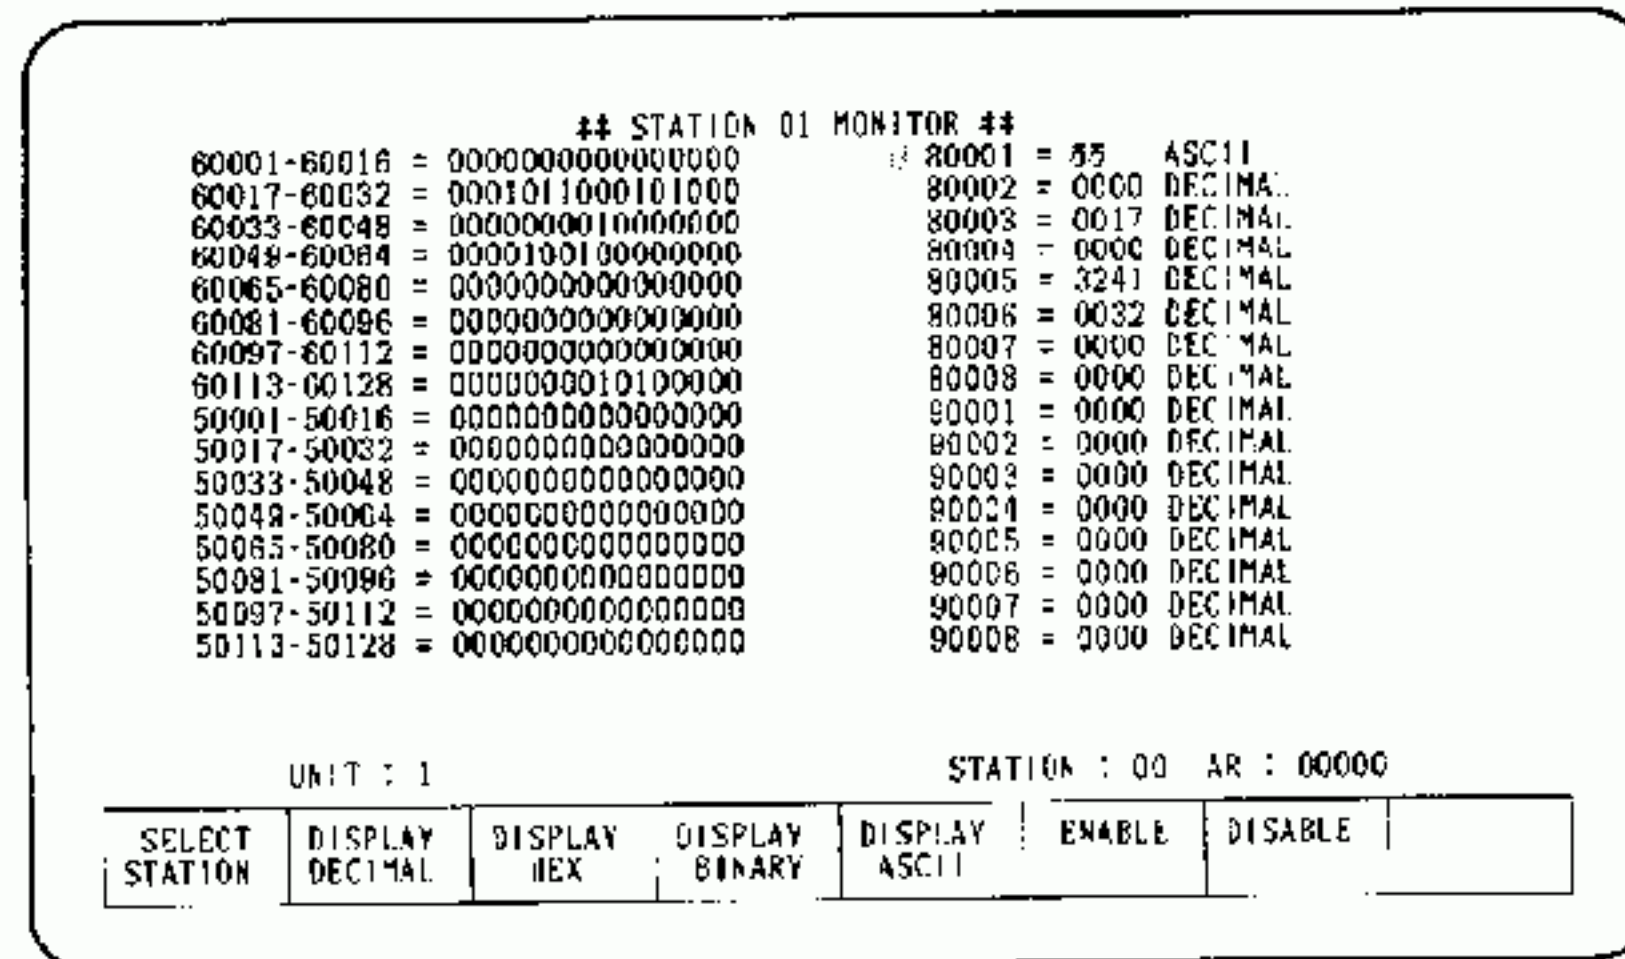 ## STATION 01 MONITOR ##
60001-60016 = 0000000000000000 80001 = 55 ASCII
60017-60032 = 0001011000101000 80002 = 0000 DECIMAL
60033-60048 = 0000000010000000 80003 = 0017 DECIMAL
60049-60064 = 0000100100000000 80004 = 0000 DECIMAL
60065-60080 = 0000000000000000 80005 = 3241 DECIMAL
60081-60096 = 0000000000000000 80006 = 0032 DECIMAL
60097-60112 = 0000000000000000 80007 = 0000 DECIMAL
60113-60128 = 0000000010100000 80008 = 0000 DECIMAL
50001-50016 = 0000000000000000 90001 = 0000 DECIMAL
50017-50032 = 0000000000000000 90002 = 0000 DECIMAL
50033-50048 = 0000000000000000 90003 = 0000 DECIMAL
50049-50064 = 0000000000000000 90004 = 0000 DECIMAL
50065-50080 = 0000000000000000 90005 = 0000 DECIMAL
50081-50096 = 0000000000000000 90006 = 0000 DECIMAL
50097-50112 = 0000000000000000 90007 = 0000 DECIMAL
50113-50128 = 0000000000000000 90008 = 0000 DECIMAL
UNIT : 1 STATION : 00 AR : 00000
SELECT STATION
DISPLAY DECIMAL
DISPLAY HEX
DISPLAY BINARY
DISPLAY ASCII
ENABLE
DISABLE